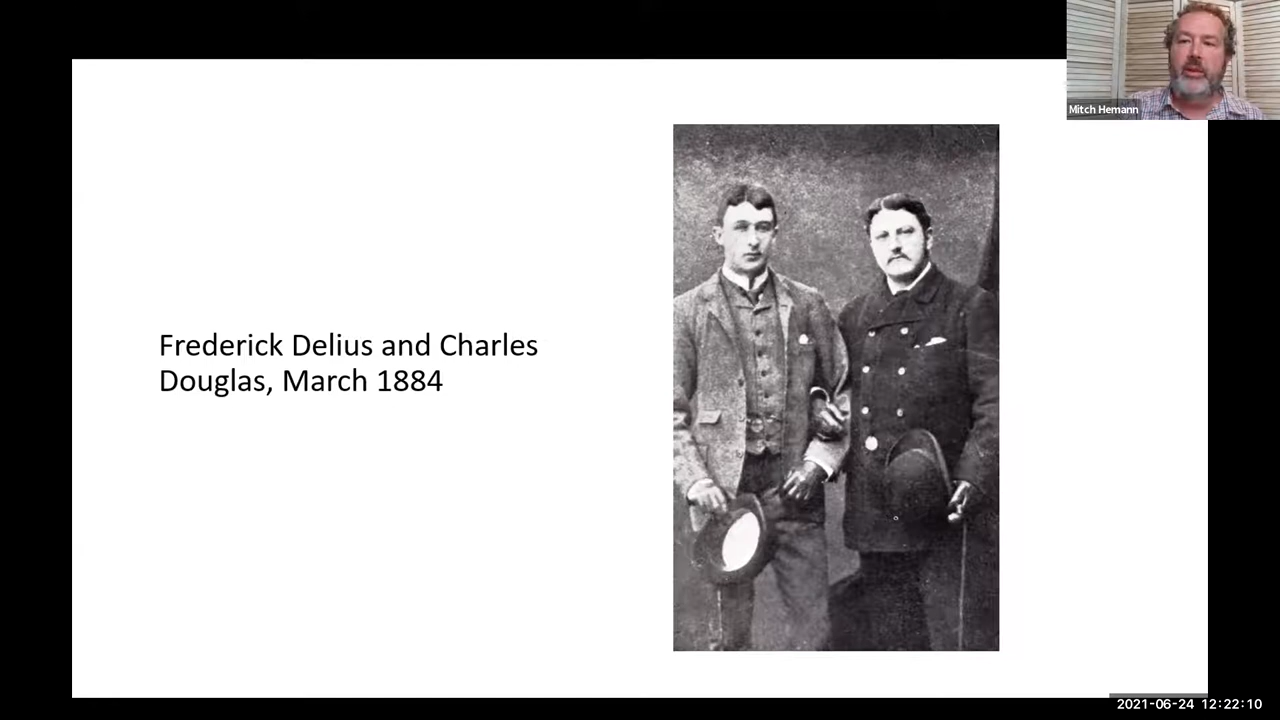 Mitch Hemann
Frederick Delius and Charles
Douglas, March 1884
2021-06-24 12:22:10